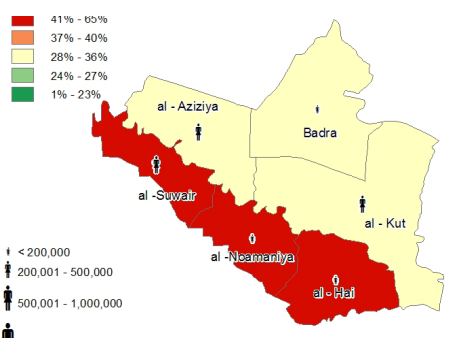 41% - 65%
37% - 40%
28% - 36%
24% - 27%
1% - 23%
al - Aziziya
Badra
al -Suwair
al - Kut
al -Noamaniya
al - Hai
< 200,000
200,001 - 500,000
500,001 - 1,000,000